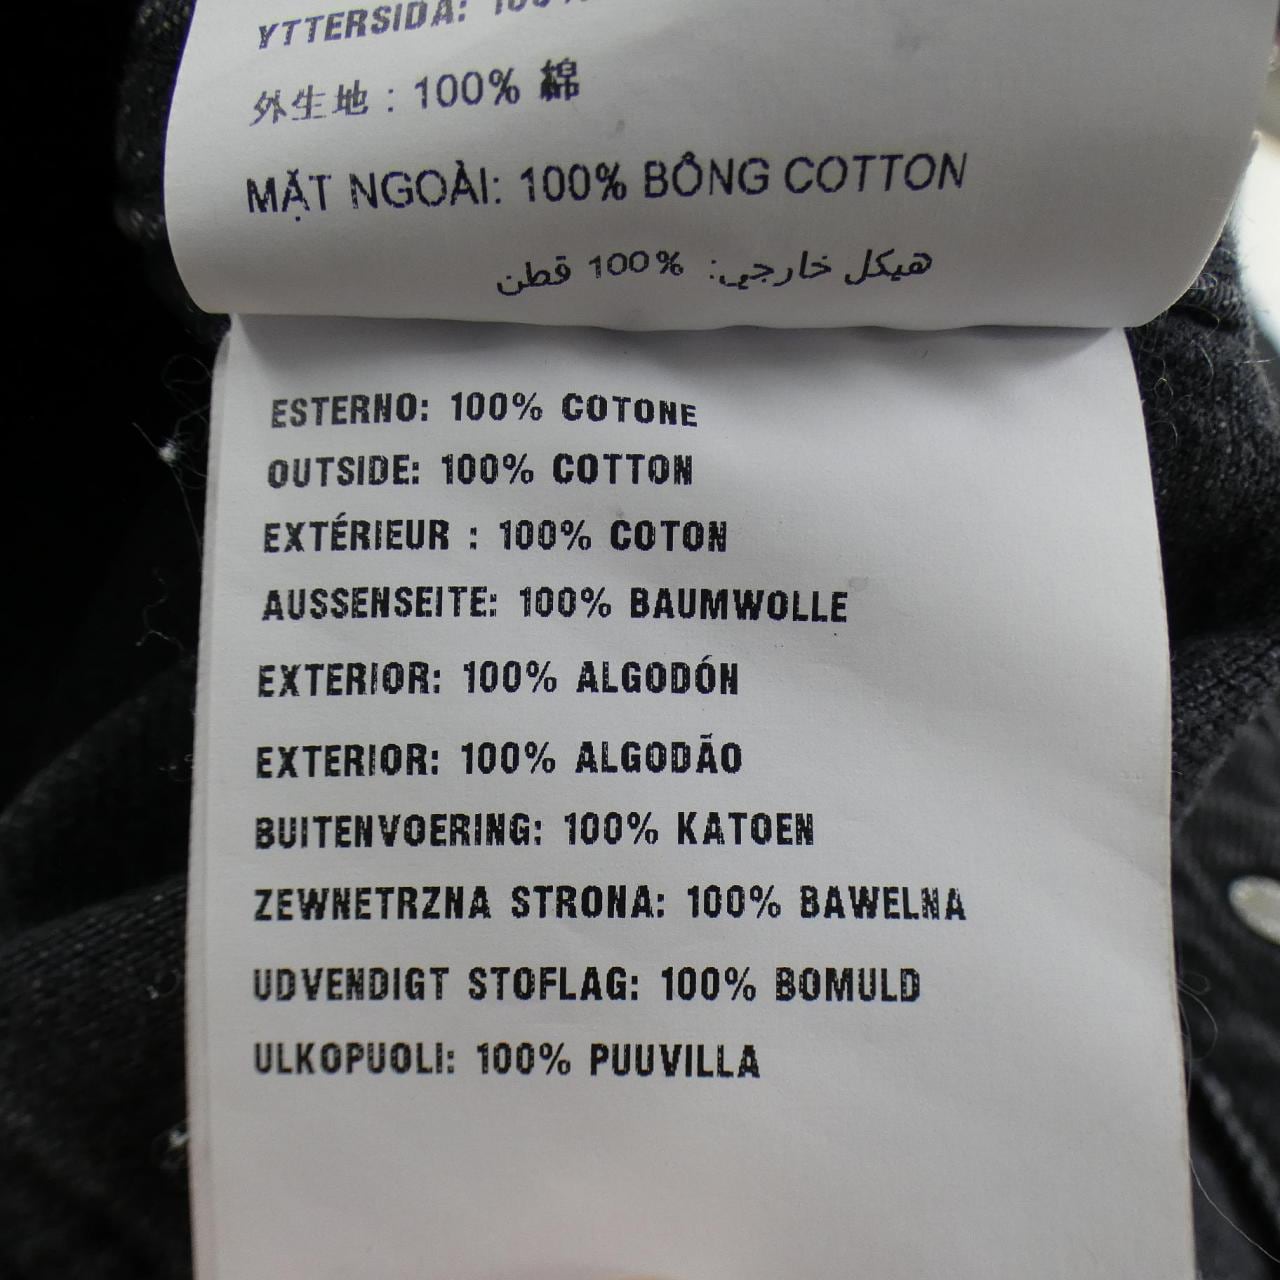 YTTERSIDA: 100%
外生地 : 100% 綿
MẶT NGOÀI: 100% BÔNG COTTON
هيكل خارجي: 100% قطن
ESTERNO: 100% COTONE
OUTSIDE: 100% COTTON
EXTÉRIEUR : 100% COTON
AUSSENSEITE: 100% BAUMWOLLE
EXTERIOR: 100% ALGODÓN
EXTERIOR: 100% ALGODÃO
BUITENVOERING: 100% KATOEN
ZEWNETRZNA STRONA: 100% BAWELNA
UDVENDIGT STOFLAG: 100% BOMULD
ULKOPUOLI: 100% PUUVILLA